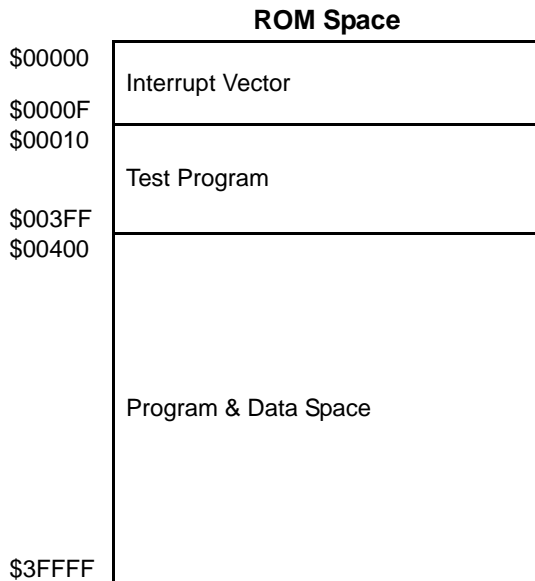 ROM Space
$00000
Interrupt Vector
$0000F
$00010
Test Program
$003FF
$00400
Program & Data Space
$3FFFF